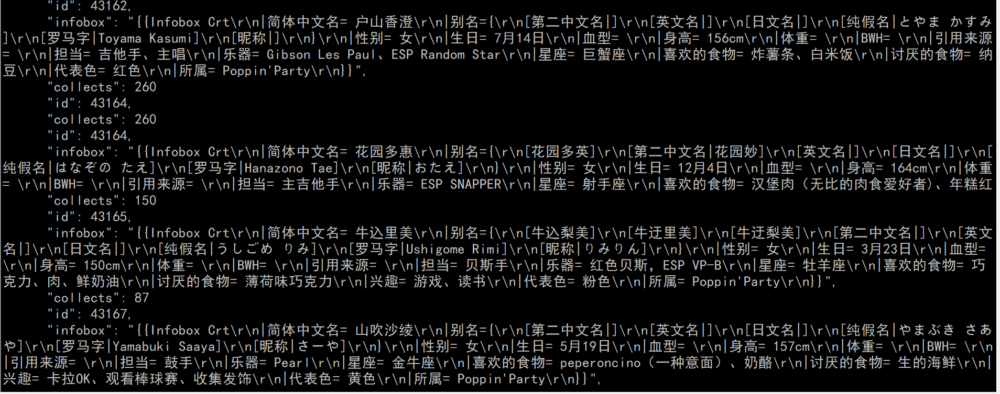 "id": 43162,
"infobox": "{{Infobox Crt\r\n|简体中文名= 户山香澄\r\n|别名={\r\n[第二中文名|]\r\n[英文名|]\r\n[日文名|]\r\n[纯假名|とやま かすみ
]\r\n[罗马字|Toyama Kasumi]\r\n[昵称|]\r\n}\r\n|性别= 女\r\n|生日= 7月14日\r\n|血型= \r\n|身高= 156cm\r\n|体重= \r\n|BWH= \r\n|引用来源
= \r\n|担当= 吉他手、主唱\r\n|乐器= Gibson Les Paul、ESP Random Star\r\n|星座= 巨蟹座\r\n|喜欢的食物= 炸薯条、白米饭\r\n|讨厌的食物= 纳
豆\r\n|代表色= 红色\r\n|所属= Poppin'Party\r\n}}",
"collects": 260
"id": 43164,
"collects": 260
"id": 43164,
"infobox": "{{Infobox Crt\r\n|简体中文名= 花园多惠\r\n|别名={\r\n[花园多英]\r\n[第二中文名|花园妙]\r\n[英文名|]\r\n[日文名|]\r\n[
纯假名|はなぞの たえ]\r\n[罗马字|Hanazono Tae]\r\n[昵称|おたえ]\r\n}\r\n|性别= 女\r\n|生日= 12月4日\r\n|血型= \r\n|身高= 164cm\r\n|体重
= \r\n|BWH= \r\n|引用来源= \r\n|担当= 主吉他手\r\n|乐器= ESP SNAPPER\r\n|星座= 射手座\r\n|喜欢的食物= 汉堡肉（无比的肉食爱好者)、年糕红
"collects": 150
"id": 43165,
"infobox": "{{Infobox Crt\r\n|简体中文名= 牛込里美\r\n|别名={\r\n[牛込梨美]\r\n[牛迂里美]\r\n[牛迂梨美]\r\n[第二中文名|]\r\n[英文
名|]\r\n[日文名|]\r\n[纯假名|うしごめ りみ]\r\n[罗马字|Ushigome Rimi]\r\n[昵称|りみりん]\r\n}\r\n|性别= 女\r\n|生日= 3月23日\r\n|血型=
\r\n|身高= 150cm\r\n|体重= \r\n|BWH= \r\n|引用来源= \r\n|担当= 贝斯手\r\n|乐器= 红色贝斯，ESP VP-B\r\n|星座= 牡羊座\r\n|喜欢的食物= 巧
克力、肉、鲜奶油\r\n|讨厌的食物= 薄荷味巧克力\r\n|兴趣= 游戏、读书\r\n|代表色= 粉色\r\n|所属= Poppin'Party\r\n}}",
"collects": 87
"id": 43167,
"infobox": "{{Infobox Crt\r\n|简体中文名= 山吹沙绫\r\n|别名={\r\n[第二中文名|]\r\n[英文名|]\r\n[日文名|]\r\n[纯假名|やまぶき さあ
や]\r\n[罗马字|Yamabuki Saaya]\r\n[昵称|さーや]\r\n}\r\n|性别= 女\r\n|生日= 5月19日\r\n|血型= \r\n|身高= 157cm\r\n|体重= \r\n|BWH= \r\n
|引用来源= \r\n|担当= 鼓手\r\n|乐器= Pearl\r\n|星座= 金牛座\r\n|喜欢的食物= peperoncino（一种意面）、奶酪\r\n|讨厌的食物= 生的海鲜\r\n|
兴趣= 卡拉OK、观看棒球赛、收集发饰\r\n|代表色= 黄色\r\n|所属= Poppin'Party\r\n}}",